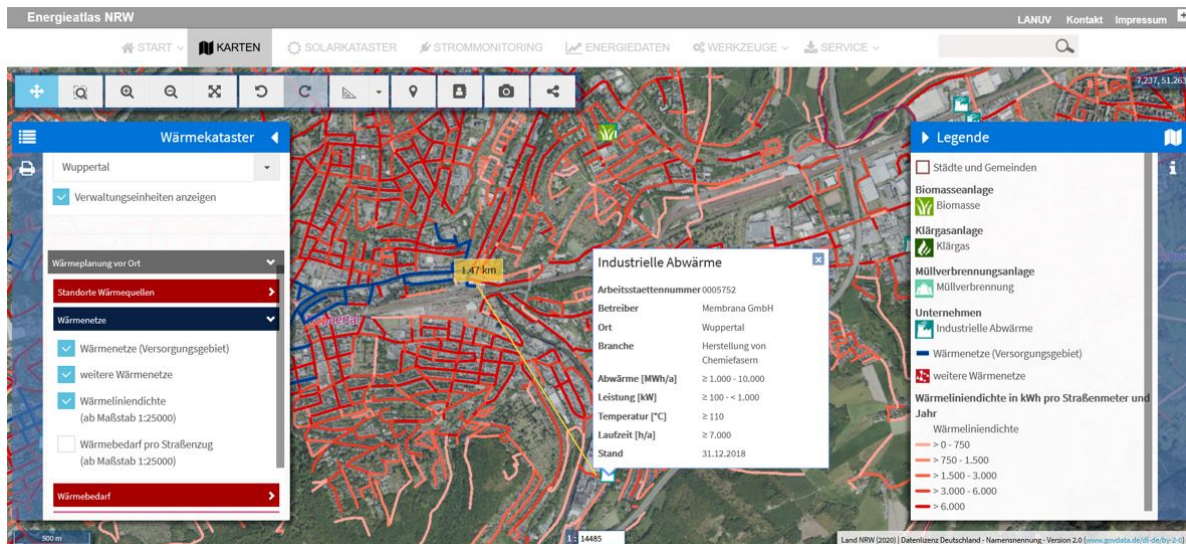 Energieatlas NRW
LANUV Kontakt Impressum
START
KARTEN
SOLARKATASTER
STROMMONITORING
ENERGIEDATEN
WERKZEUGE
SERVICE
7.237, 51.263
Wärmekataster
Wuppertal
Verwaltungseinheiten anzeigen
Wärmeplanung vor Ort
Standorte Wärmequellen
Wärmenetze
Wärmenetze (Versorgungsgebiet)
weitere Wärmenetze
Wärmeliniendichte
(ab Maßstab 1:25000)
Wärmebedarf pro Straßenzug
(ab Maßstab 1:25000)
Wärmebedarf
500 m
1,47 km
Industrielle Abwärme
Arbeitsstaettennummer 0005752
Betreiber Membrana GmbH
Ort Wuppertal
Branche Herstellung von
Chemiefasern
Abwärme [MWh/a] ≥ 1.000 - 10.000
Leistung [kW] ≥ 100 - < 1.000
Temperatur [°C] ≥ 110
Laufzeit [h/a] ≥ 7.000
Stand 31.12.2018
1 : 14485
Legende
Städte und Gemeinden
Biomasseanlage
Biomasse
Klärgasanlage
Klärgas
Müllverbrennungsanlage
Müllverbrennung
Unternehmen
Industrielle Abwärme
Wärmenetze (Versorgungsgebiet)
weitere Wärmenetze
Wärmeliniendichte in kWh pro Straßenmeter und
Jahr
Wärmeliniendichte
> 0 - 750
> 750 - 1.500
> 1.500 - 3.000
> 3.000 - 6.000
> 6.000
Land NRW (2020) | Datenlizenz Deutschland - Namensnennung - Version 2.0 (www.govdata.de/dl-de/by-2-0)